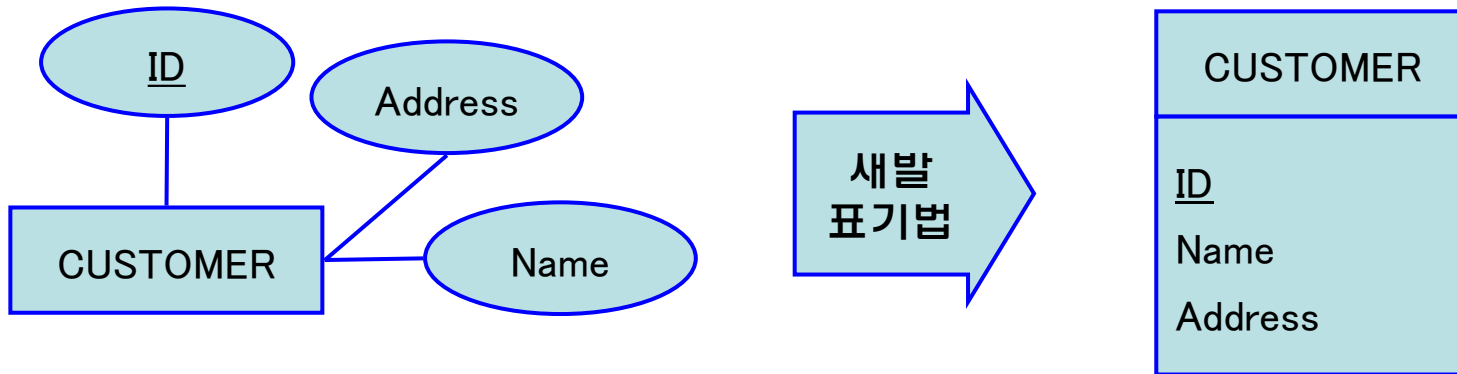 ID
Address
CUSTOMER
Name
새발
표기법
CUSTOMER
ID
Name
Address